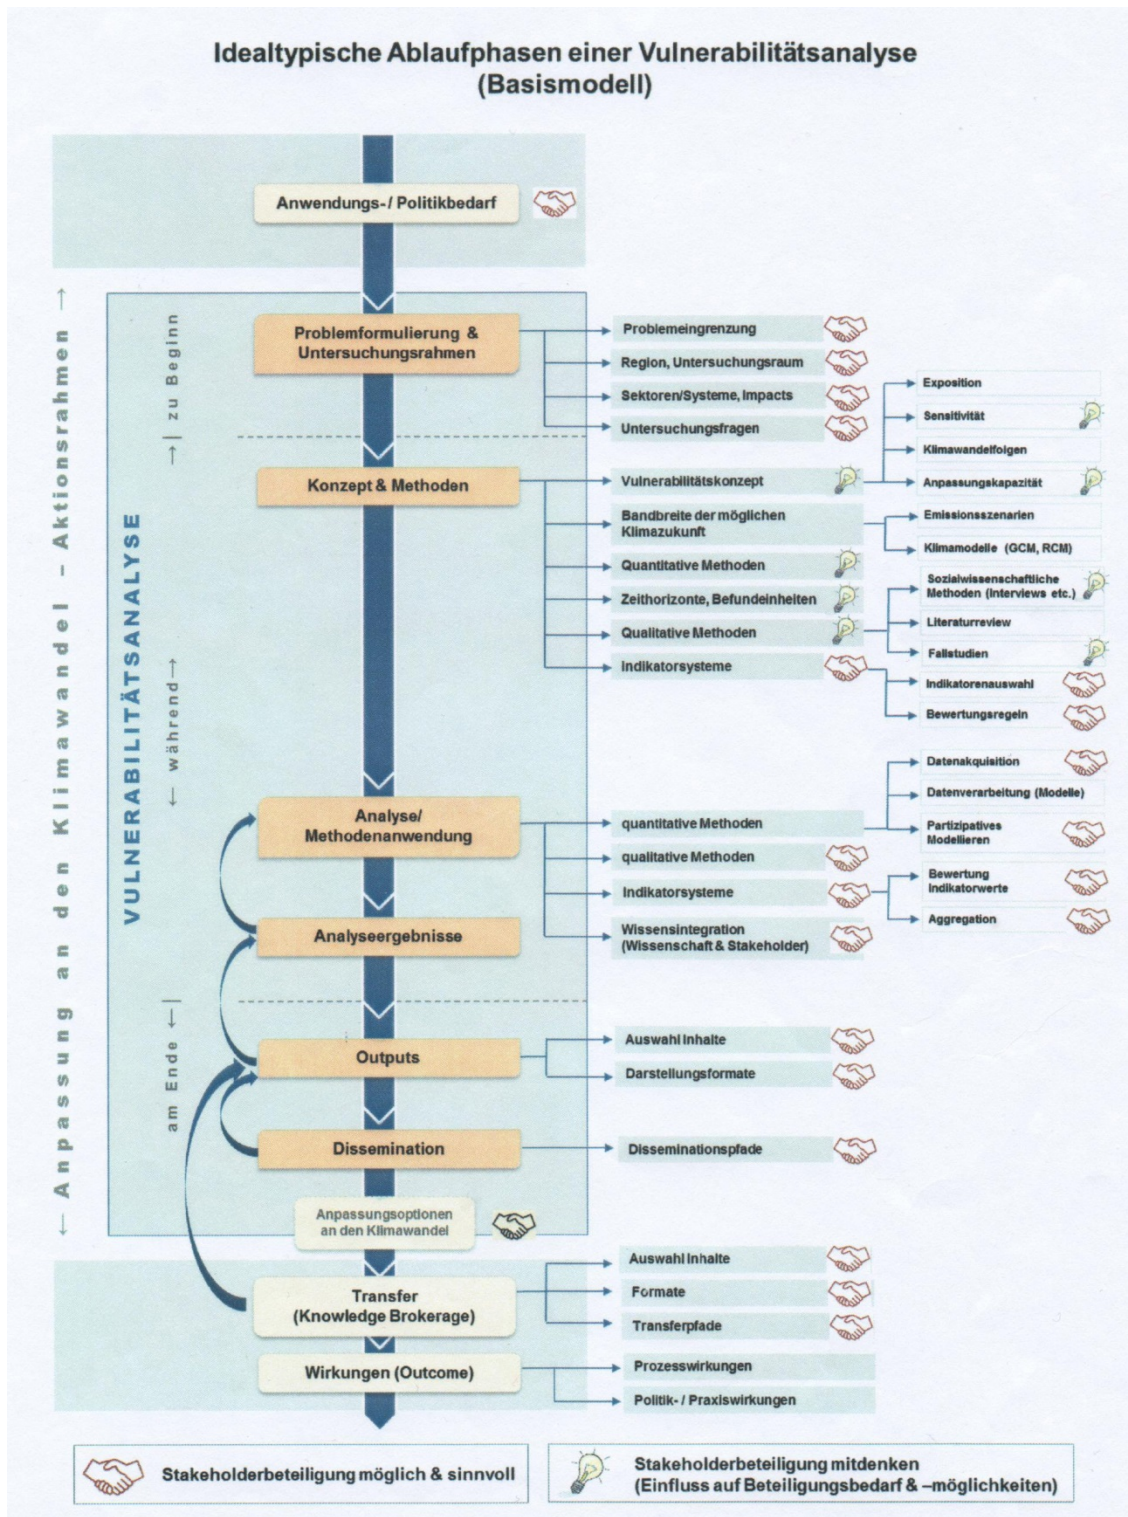 Idealtypische Ablaufphasen einer Vulnerabilitätsanalyse
(Basismodell)
Anwendungs- / Politikbedarf
← Anpassung an den Klimawandel – Aktionsrahmen →
VULNERABILITÄTSANALYSE
→| zu Beginn
← während →
am Ende ←|
Problemformulierung &
Untersuchungsrahmen
Problemeingrenzung
Region, Untersuchungsraum
Sektoren/Systeme, Impacts
Untersuchungsfragen
Konzept & Methoden
Vulnerabilitätskonzept
Exposition
Sensitivität
Klimawandelfolgen
Anpassungskapazität
Bandbreite der möglichen
Klimazukunft
Emissionsszenarien
Klimamodelle (GCM, RCM)
Quantitative Methoden
Zeithorizonte, Befundeinheiten
Qualitative Methoden
Sozialwissenschaftliche
Methoden (Interviews etc.)
Literaturreview
Fallstudien
Indikatorsysteme
Indikatorenauswahl
Bewertungsregeln
Analyse/
Methodenanwendung
quantitative Methoden
Datenakquisition
Datenverarbeitung (Modelle)
Partizipatives
Modellieren
qualitative Methoden
Indikatorsysteme
Bewertung
Indikatorwerte
Aggregation
Wissensintegration
(Wissenschaft & Stakeholder)
Analyseergebnisse
Outputs
Auswahl Inhalte
Darstellungsformate
Dissemination
Disseminationspfade
Anpassungsoptionen
an den Klimawandel
Transfer
(Knowledge Brokerage)
Auswahl Inhalte
Formate
Transferpfade
Wirkungen (Outcome)
Prozesswirkungen
Politik- / Praxiswirkungen
Stakeholderbeteiligung möglich & sinnvoll
Stakeholderbeteiligung mitdenken
(Einfluss auf Beteiligungsbedarf & –möglichkeiten)